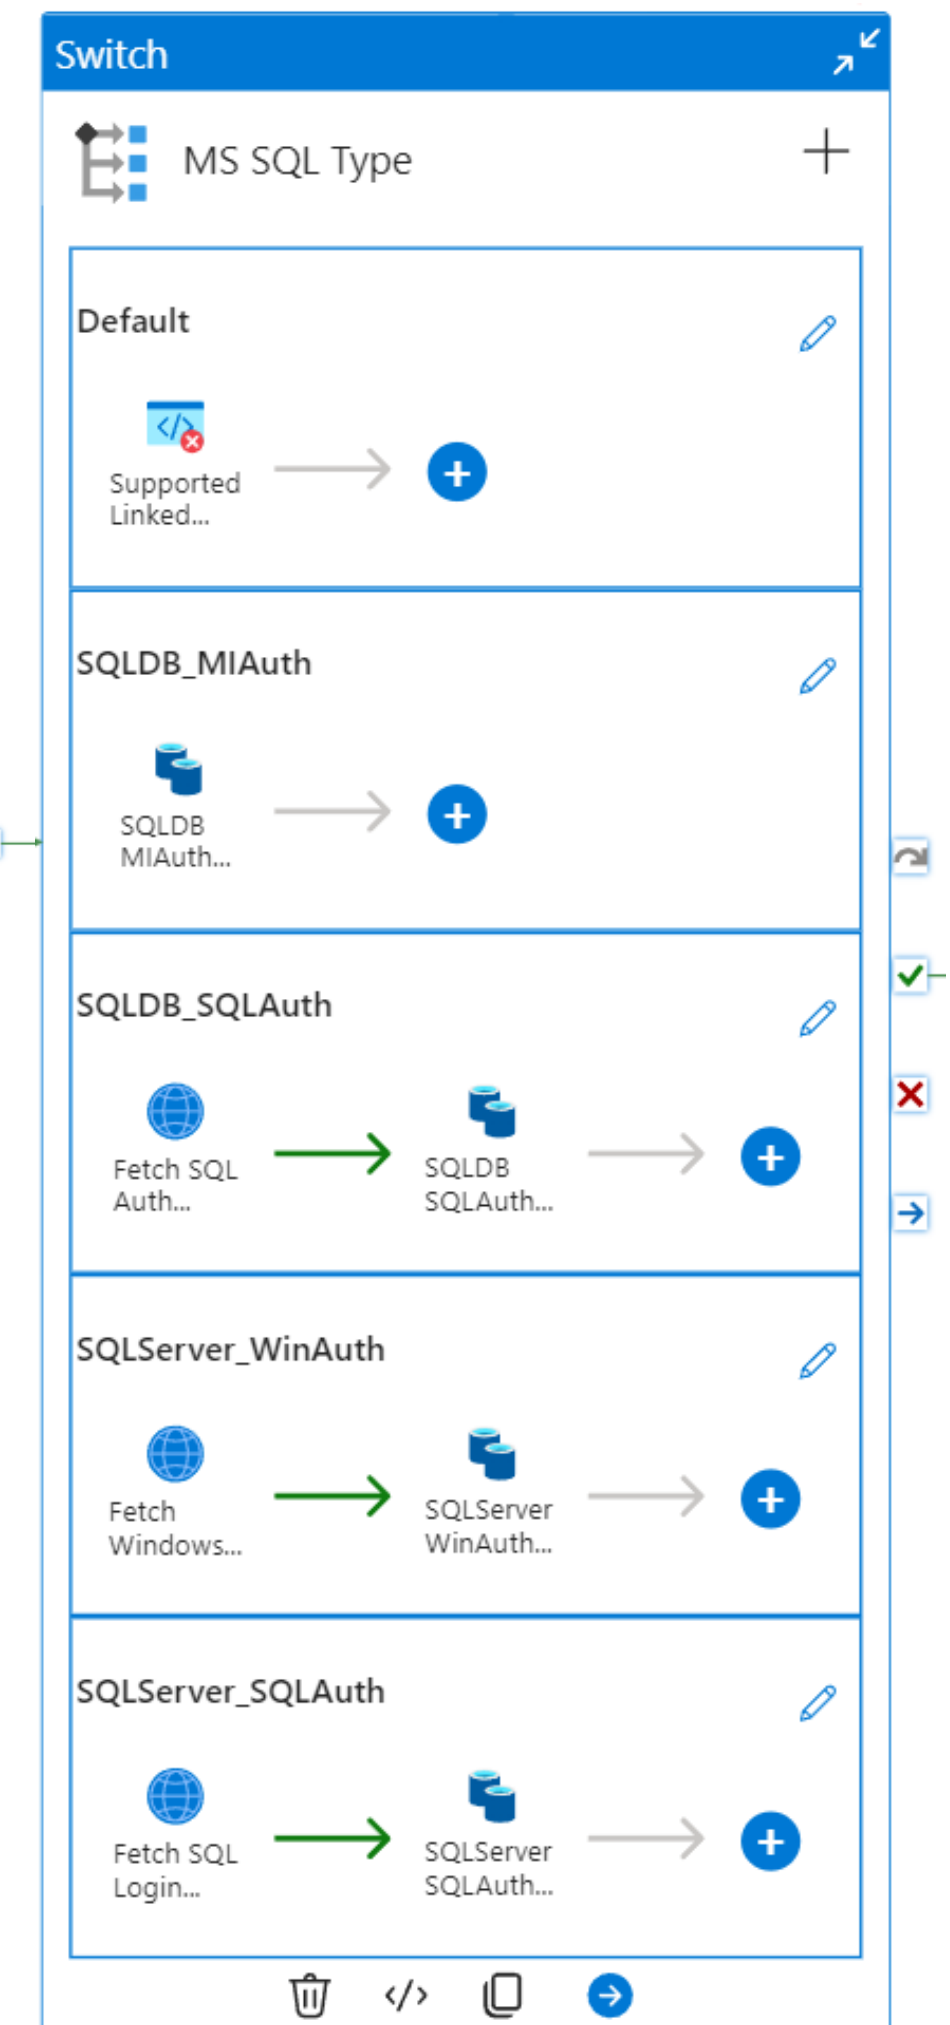 Switch
MS SQL Type
Default
Supported
Linked...
SQLDB_MIAuth
SQLDB
MIAuth...
SQLDB_SQLAuth
Fetch SQL
Auth...
SQLDB
SQLAuth...
SQLServer_WinAuth
Fetch
Windows...
SQLServer
WinAuth...
SQLServer_SQLAuth
Fetch SQL
Login...
SQLServer
SQLAuth...